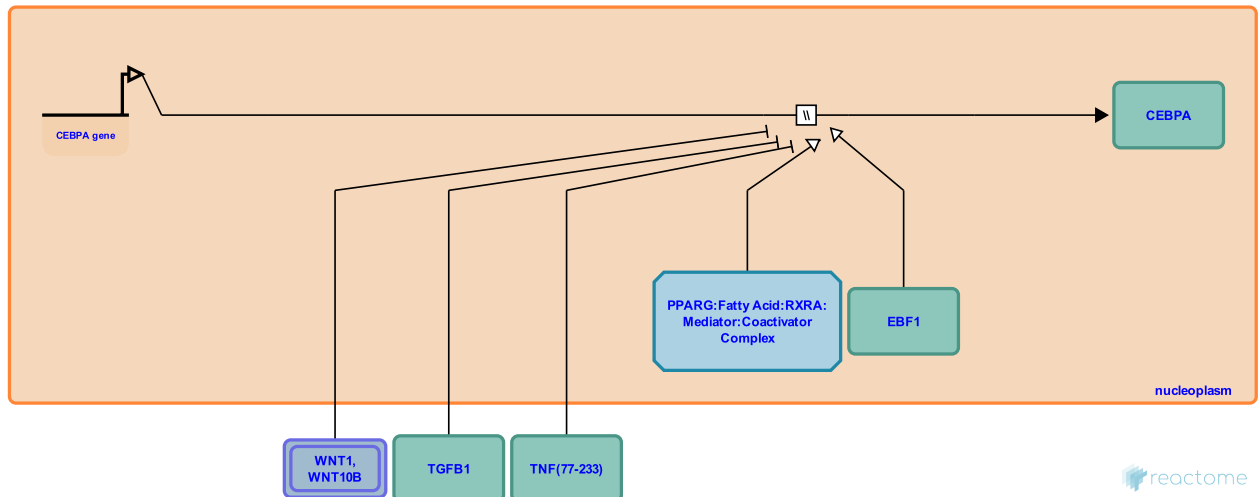 CEBPA gene
\\
CEBPA
PPARG:Fatty Acid:RXRA:
Mediator:Coactivator
Complex
EBF1
nucleoplasm
WNT1,
WNT10B
TGFB1
TNF(77-233)
reactome